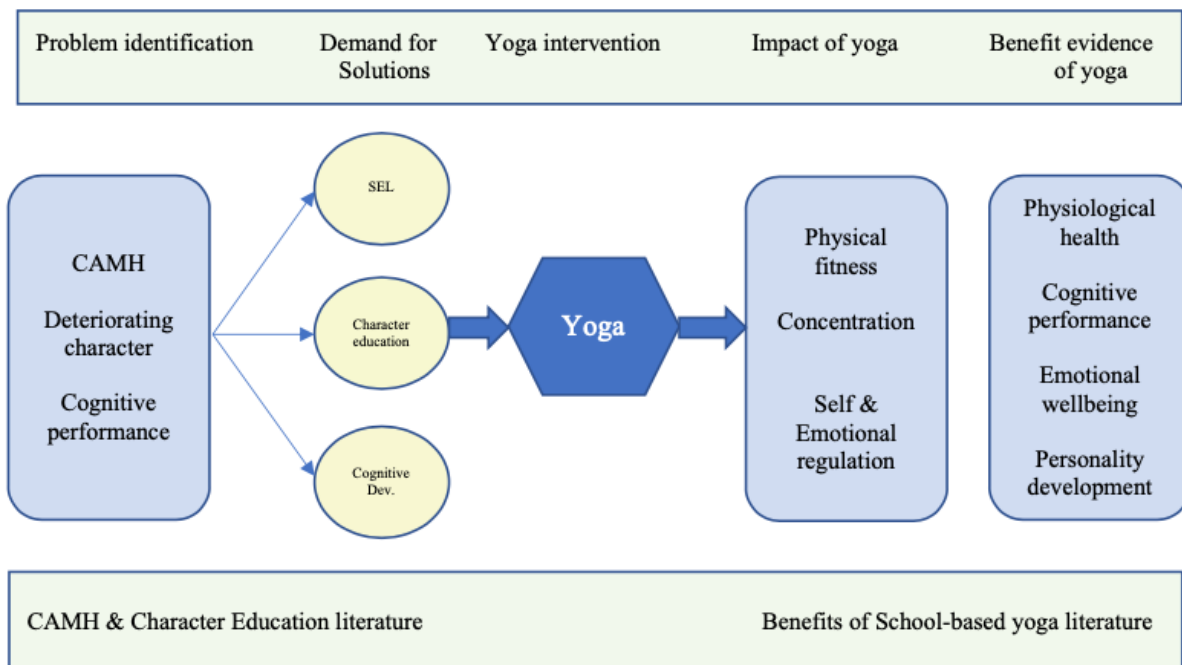 Problem identification
Demand for
Solutions
Yoga intervention
Impact of yoga
Benefit evidence
of yoga
CAMH
Deteriorating
character
Cognitive
performance
SEL
Character
education
Cognitive
Dev.
Yoga
Physical
fitness
Concentration
Self &
Emotional
regulation
Physiological
health
Cognitive
performance
Emotional
wellbeing
Personality
development
CAMH & Character Education literature
Benefits of School-based yoga literature